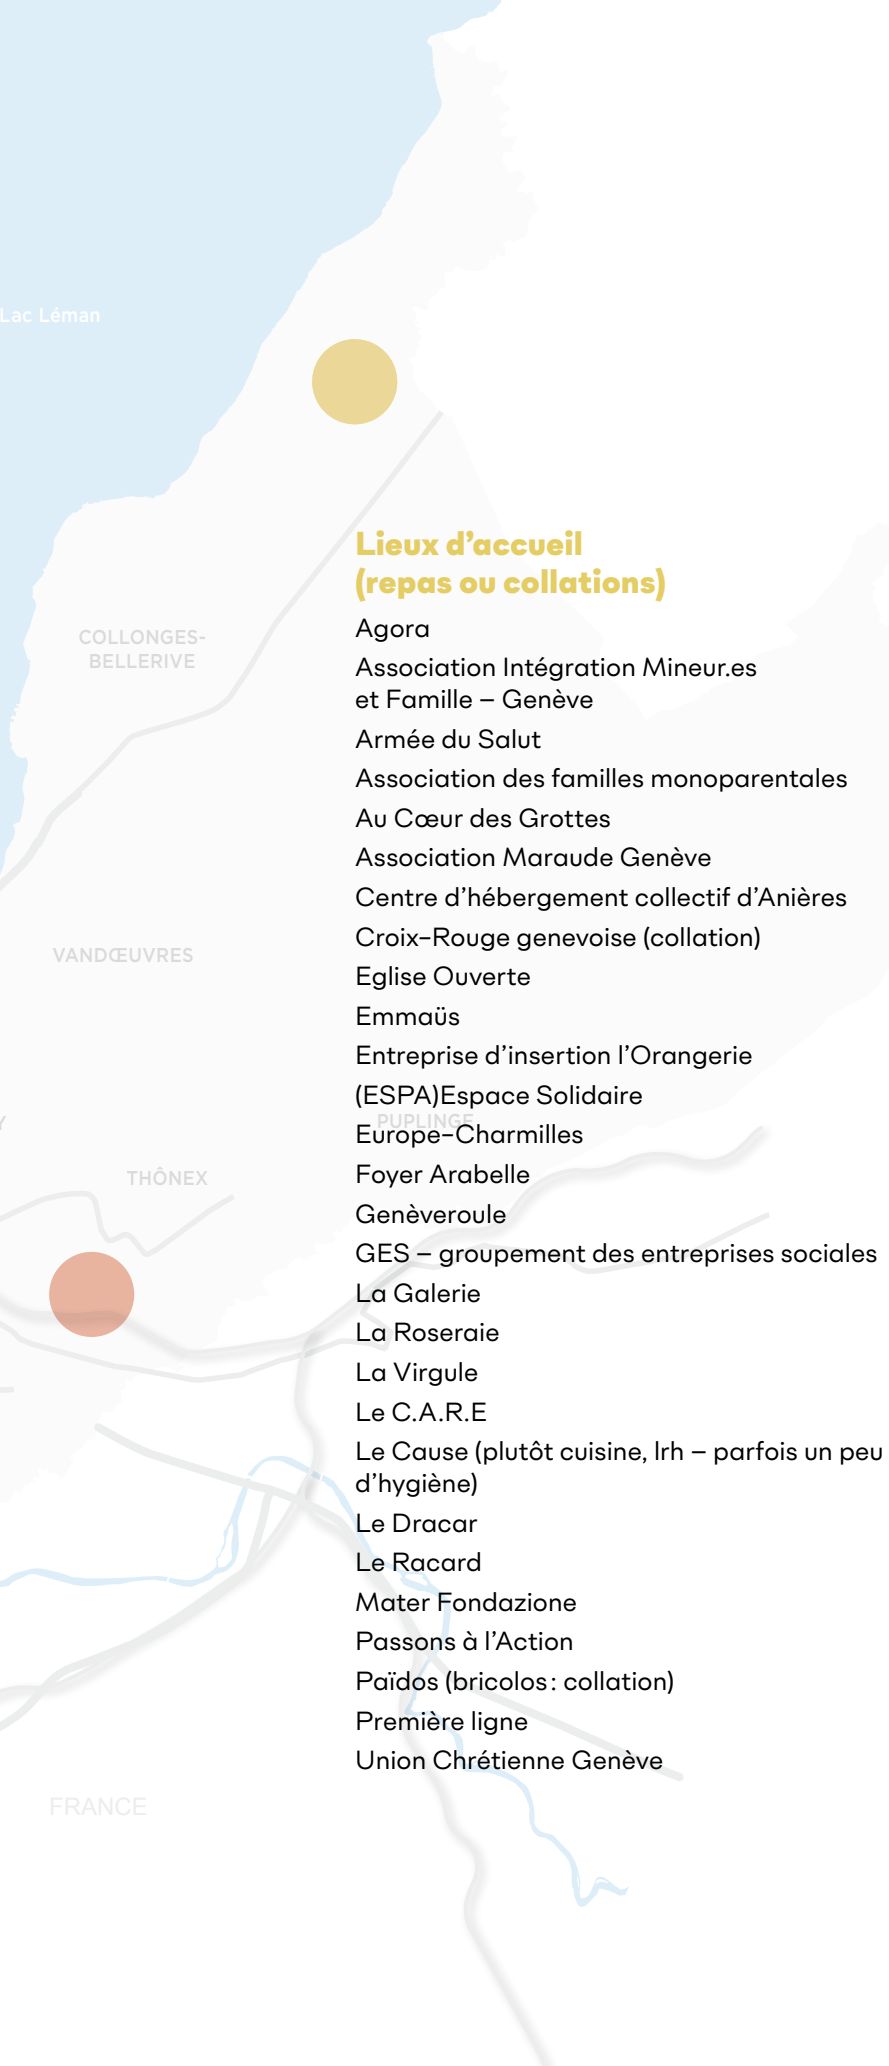 Lac Léman
Lieux d’accueil
(repas ou collations)
Agora
COLLONGES-
BELLERIVE
Association Intégration Mineur.es
et Famille – Genève
Armée du Salut
Association des familles monoparentales
Au Cœur des Grottes
Association Maraude Genève
Centre d’hébergement collectif d’Anières
Croix-Rouge genevoise (collation)
VANDŒUVRES
Eglise Ouverte
Emmaüs
Entreprise d’insertion l’Orangerie
(ESPA)Espace Solidaire
PUPLINGE
Europe-Charmilles
Foyer Arabelle
THÔNEX
Genèveroule
GES – groupement des entreprises sociales
La Galerie
La Roseraie
La Virgule
Le C.A.R.E
Le Cause (plutôt cuisine, lrh – parfois un peu
d’hygiène)
Le Dracar
Le Racard
Mater Fondazione
Passons à l’Action
Païdos (bricolos : collation)
Première ligne
Union Chrétienne Genève
FRANCE